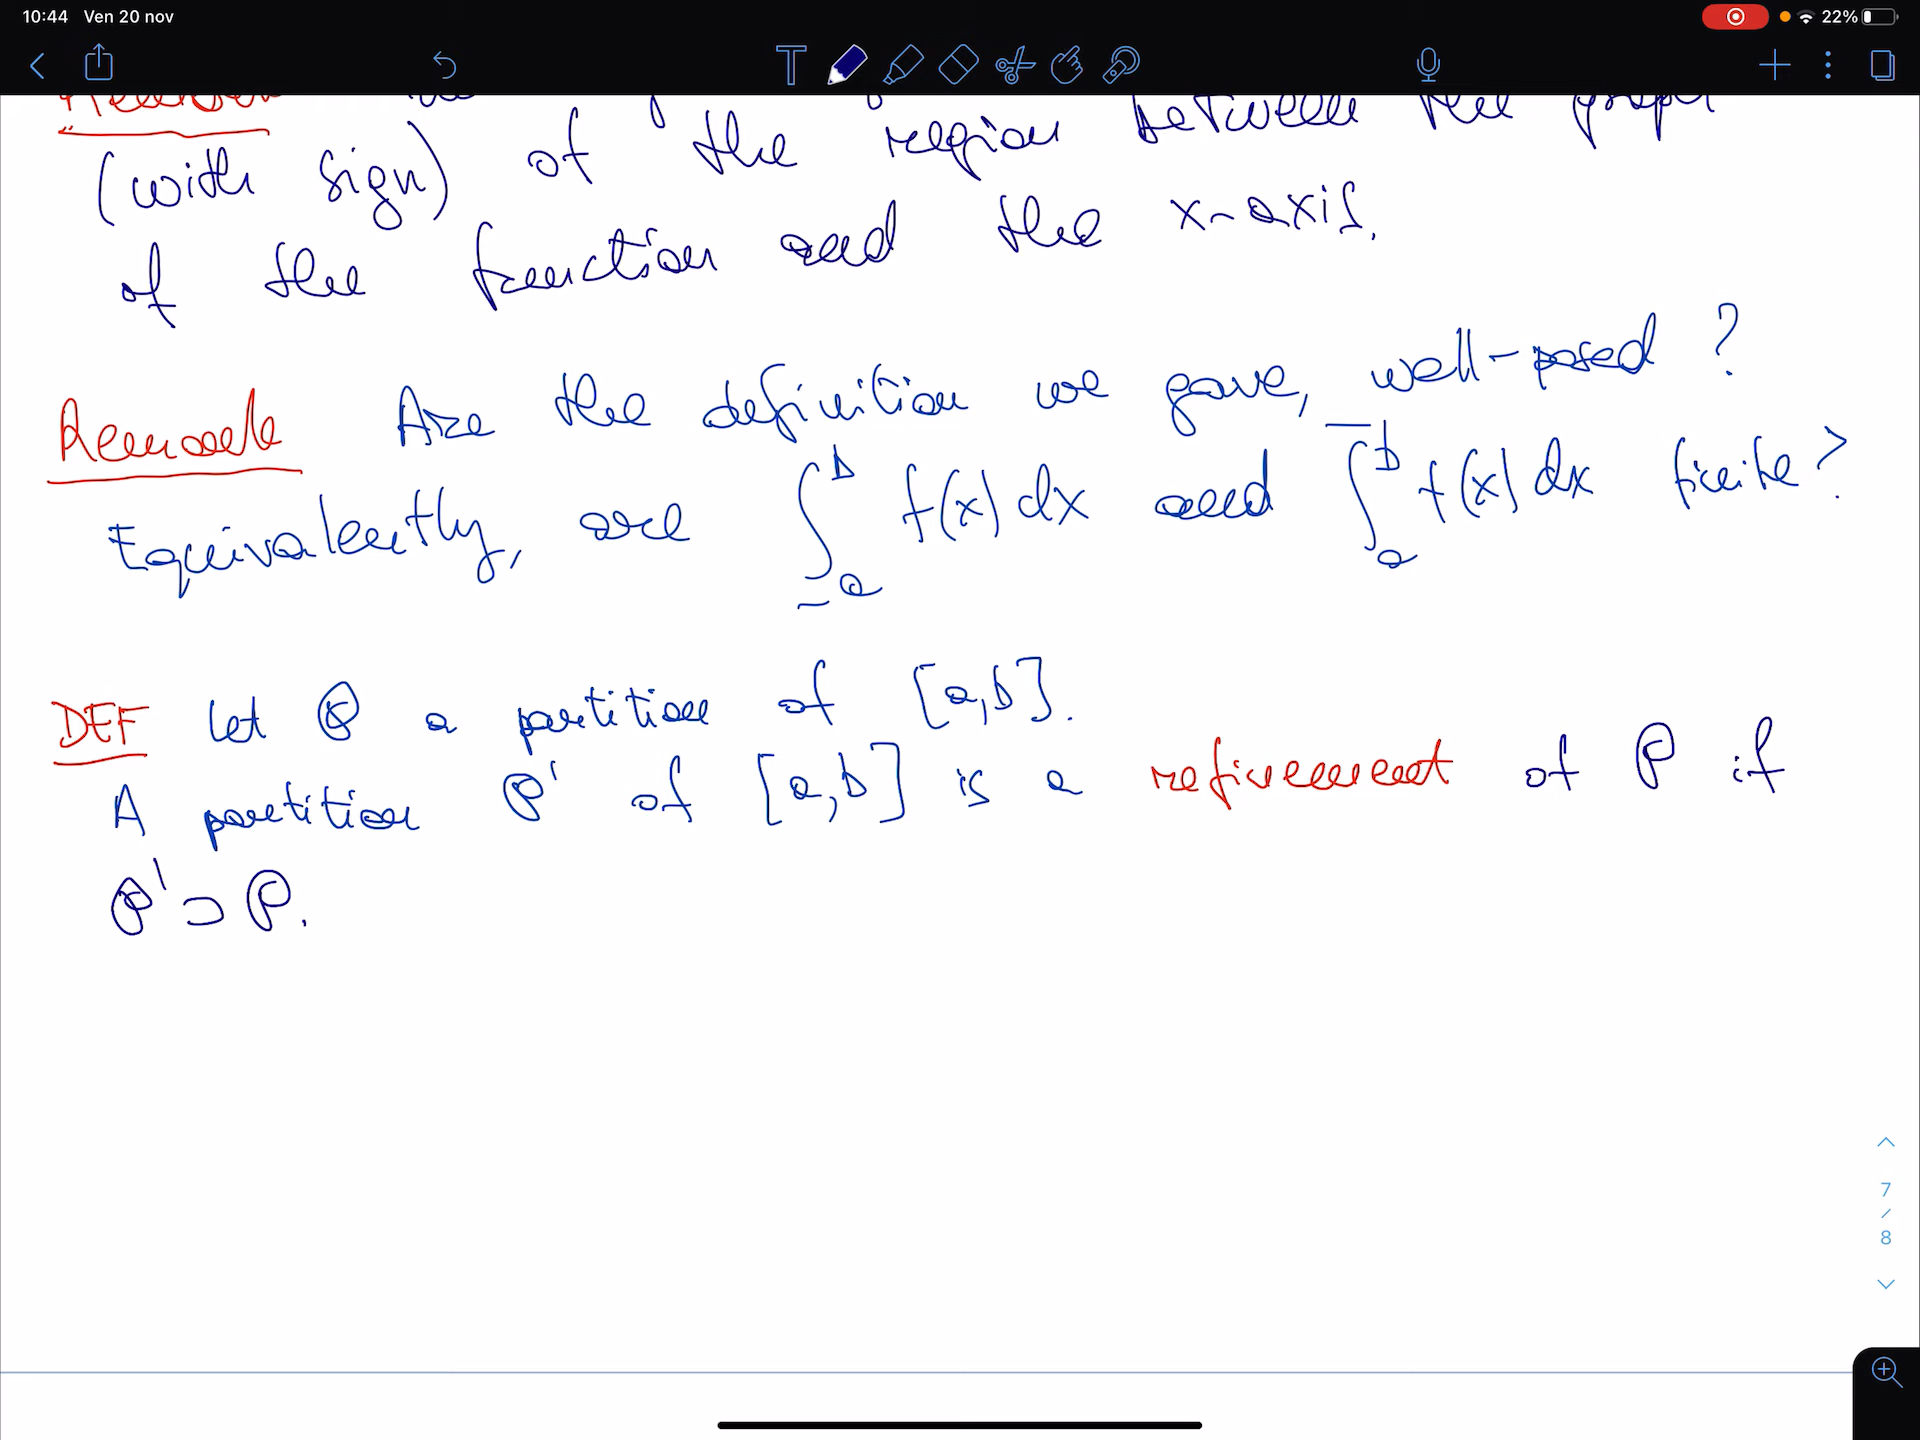 10:44 Ven 20 nov 22%
between the
(with sign) of the region
of the function and the x-axis.
Remark Are the definition we gave, well-posed ?
Equivalently, are ∫_a^b f(x) dx and ∫_a^b f(x) dx finite ?
DEF Let P a partition of [a,b].
A partition P' of [a,b] is a refinement of P if
P' ⊃ P.
7
/
8